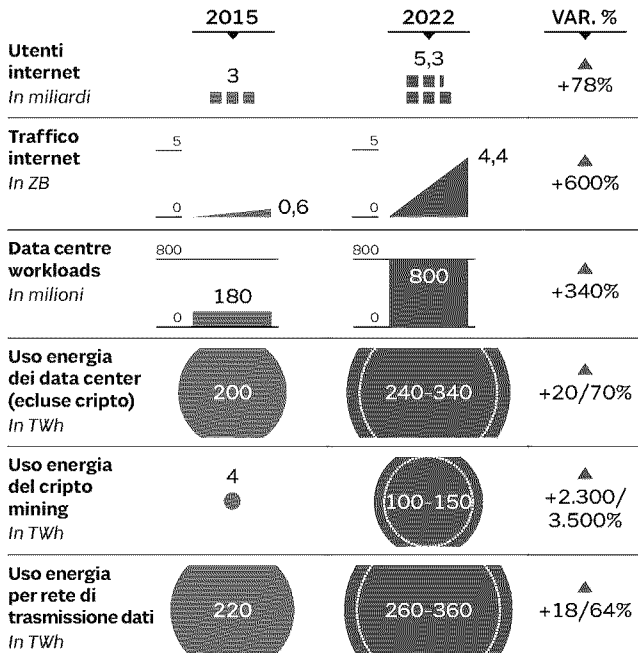 2015 2022 VAR. %
Utenti
internet
In miliardi
3
5,3
+78%
Traffico
internet
In ZB
5
0
0,6
5
0
4,4
+600%
Data centre
workloads
In milioni
800
0
180
800
0
800
+340%
Uso energia
dei data center
(ecluse cripto)
In TWh
200
240-340
+20/70%
Uso energia
del cripto
mining
In TWh
4
100-150
+2.300/
3.500%
Uso energia
per rete di
trasmissione dati
In TWh
220
260-360
+18/64%